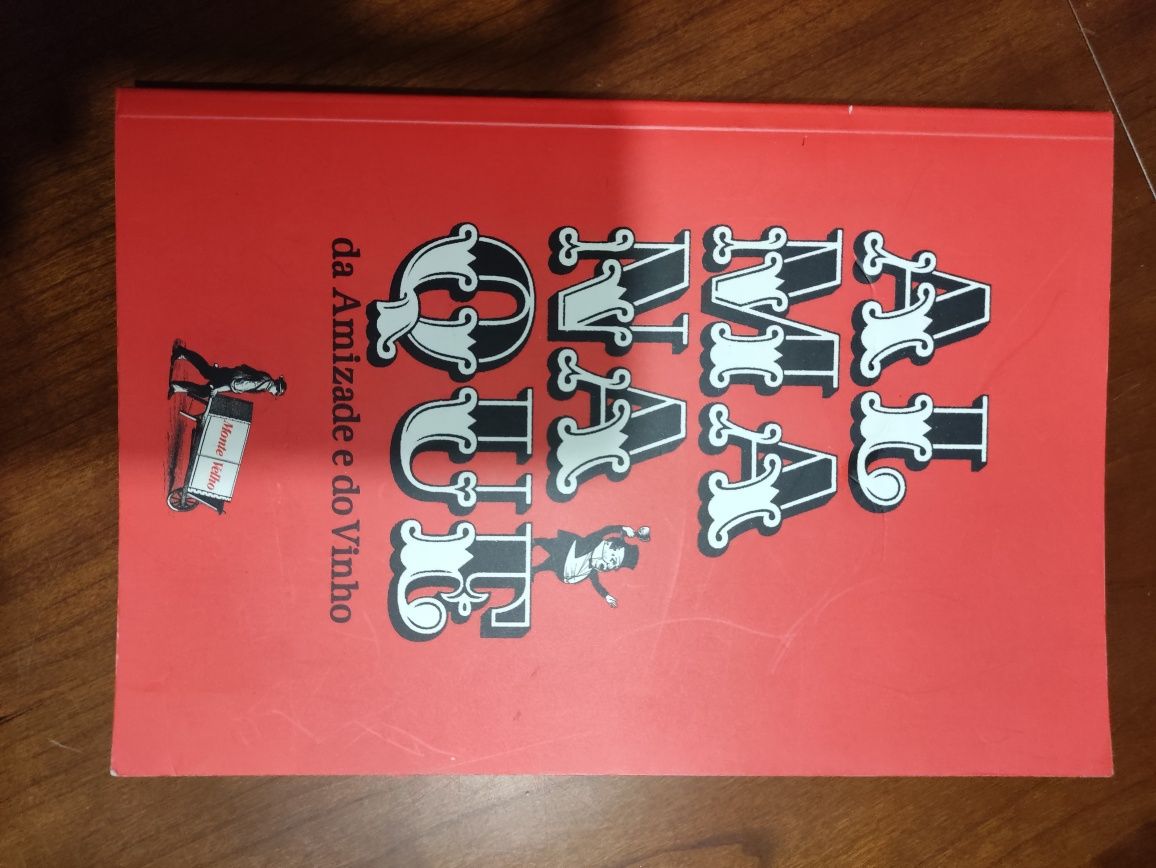 AL
MA
NA
QUE
da Amizade e do Vinho
Monte Velho